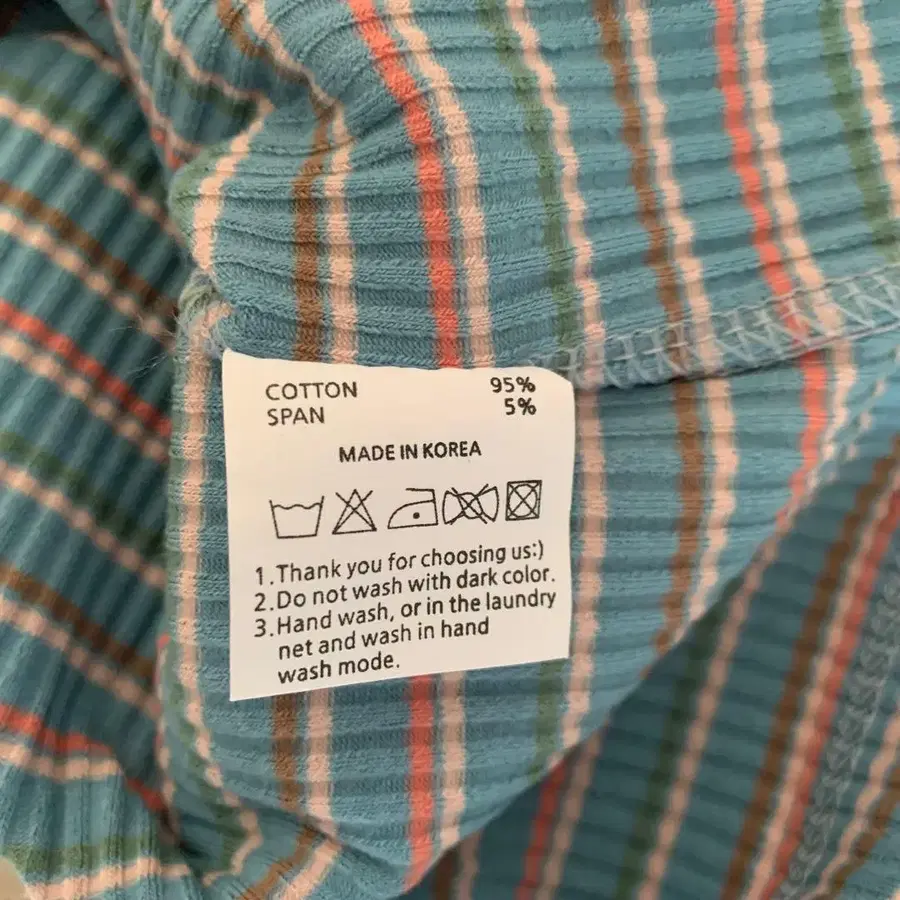 COTTON 95%
SPAN 5%
MADE IN KOREA
1.Thank you for choosing us:)
2.Do not wash with dark color.
3.Hand wash, or in the laundry
net and wash in hand
wash mode.